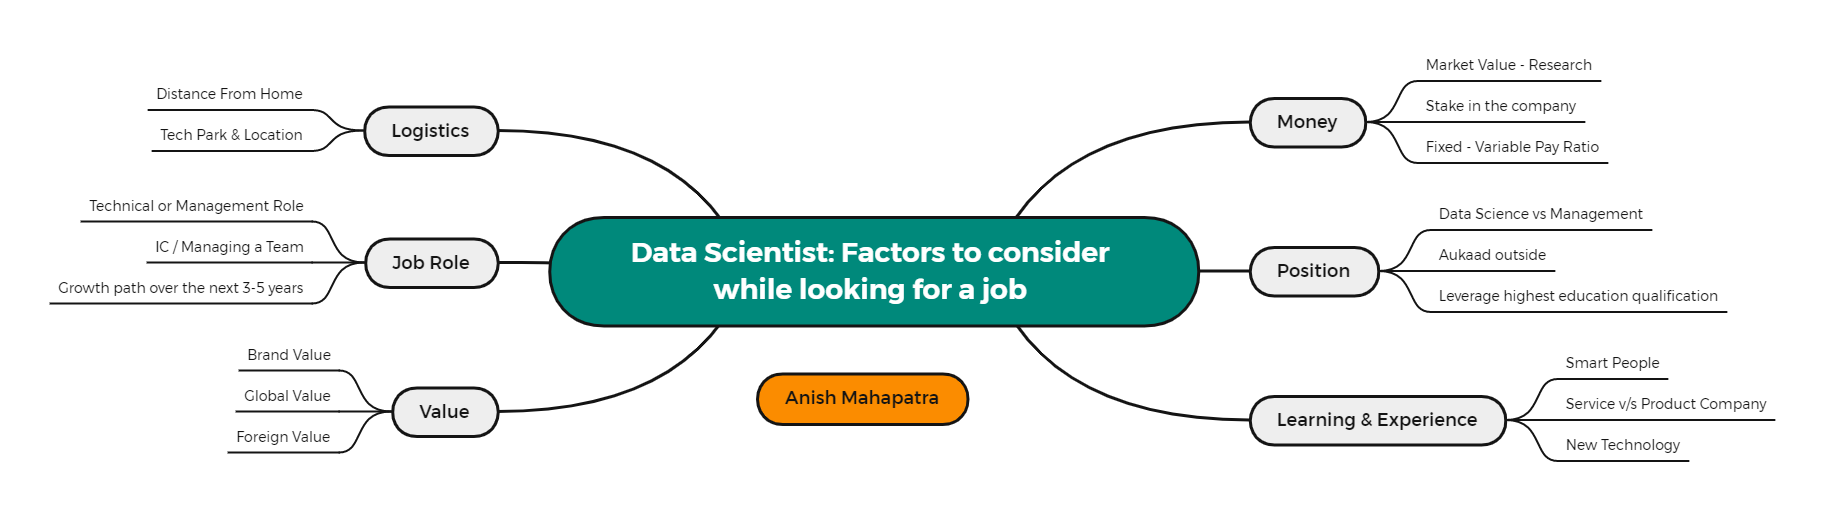 Data Scientist: Factors to consider
while looking for a job
Anish Mahapatra
Logistics
Distance From Home
Tech Park & Location
Job Role
Technical or Management Role
IC / Managing a Team
Growth path over the next 3-5 years
Value
Brand Value
Global Value
Foreign Value
Money
Market Value - Research
Stake in the company
Fixed - Variable Pay Ratio
Position
Data Science vs Management
Aukaad outside
Leverage highest education qualification
Learning & Experience
Smart People
Service v/s Product Company
New Technology